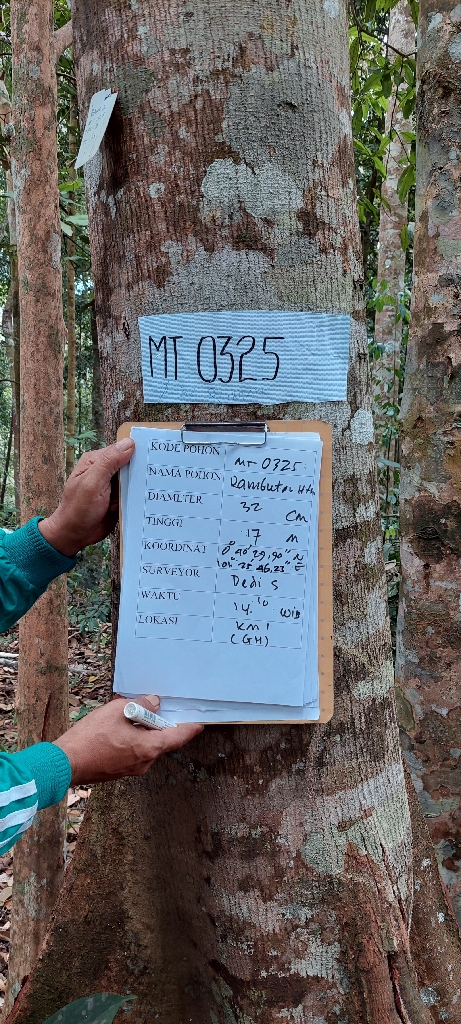 MT 0325
KODE POHON MT 0325
NAMA POHON Rambutan Htn
DIAMETER 32 cm
TINGGI 17 m
KOORDINAT 0° 40' 29,90" N
101° 25' 46,23" E
SURVEYOR Dedi S
WAKTU 14.10 WIB
LOKASI KM 1
(GH)